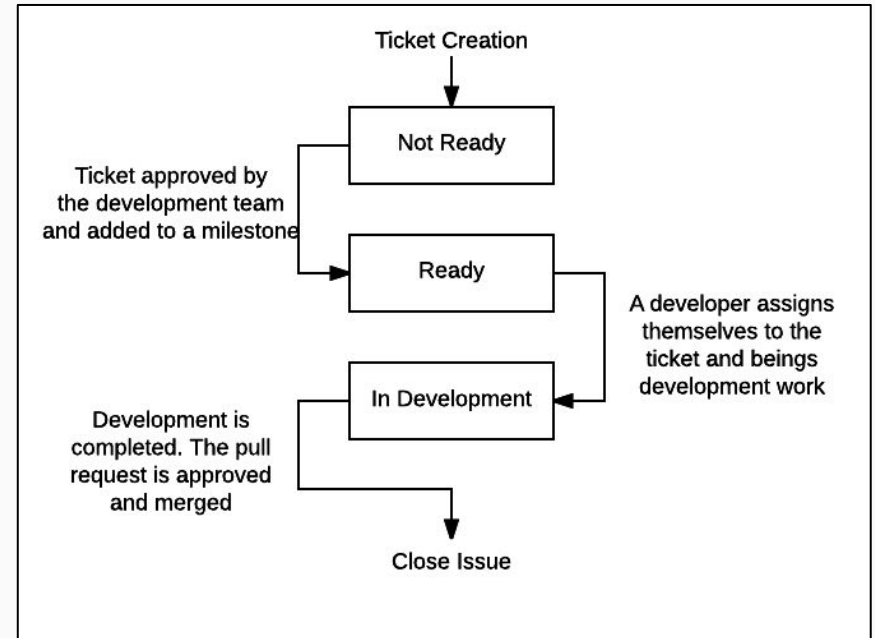 Ticket Creation
Not Ready
Ticket approved by
the development team
and added to a milestone
Ready
A developer assigns
themselves to the
ticket and beings
development work
In Development
Development is
completed. The pull
request is approved
and merged
Close Issue